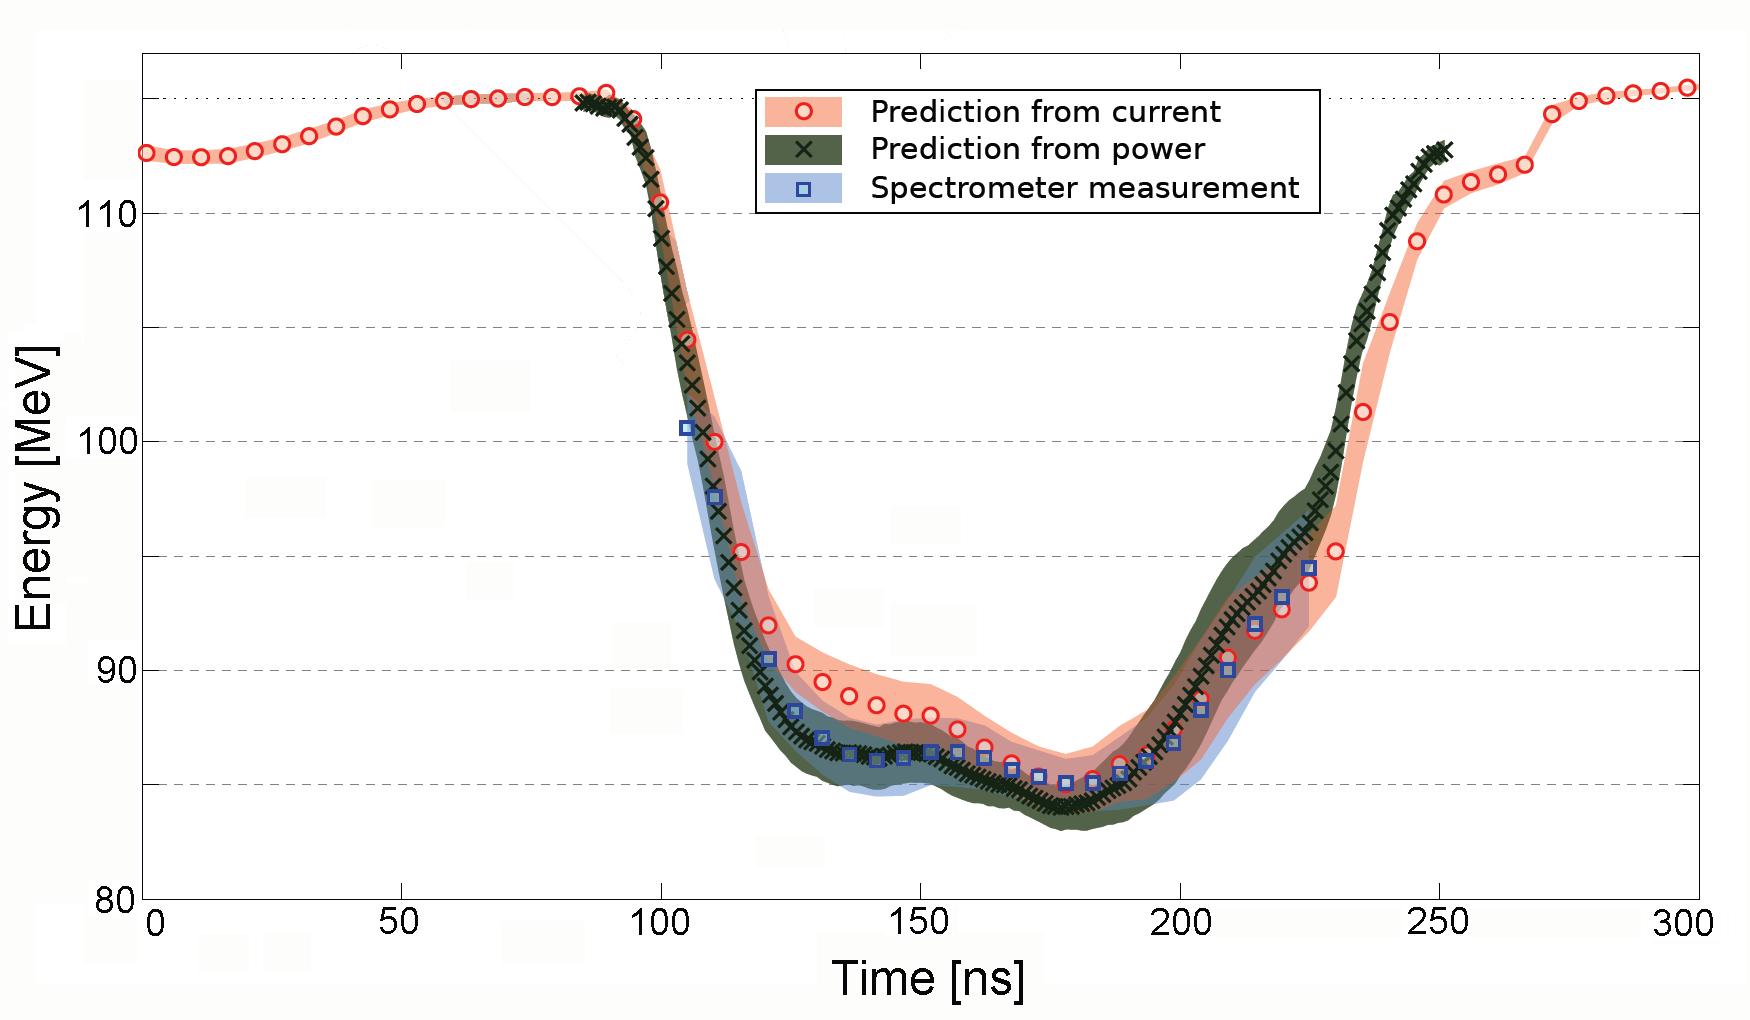 Prediction from current
Prediction from power
Spectrometer measurement
110
100
90
80
Energy [MeV]
0 50 100 150 200 250 300
Time [ns]